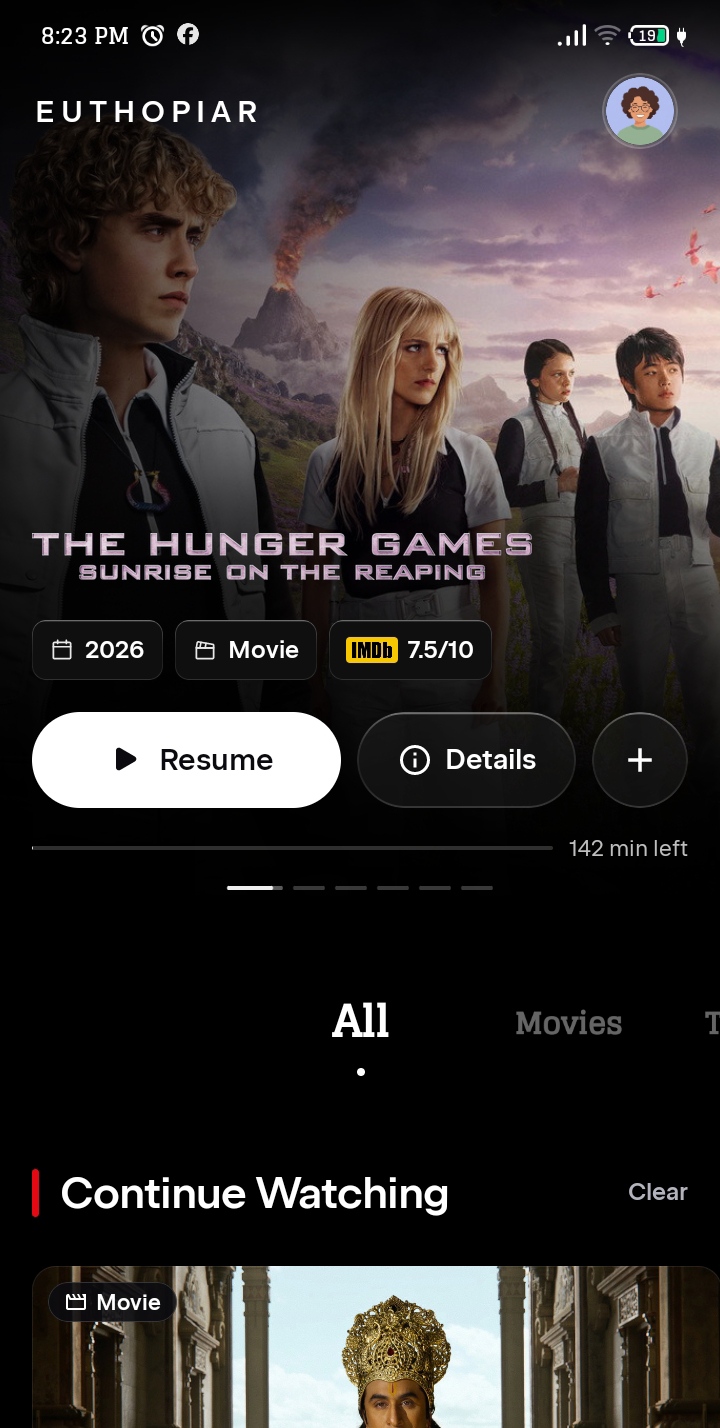 8:23 PM
19
EUTHOPIAR
THE HUNGER GAMES
SUNRISE ON THE REAPING
2026
Movie
IMDb 7.5/10
Resume
Details
142 min left
All
Movies
T
Continue Watching
Clear
Movie